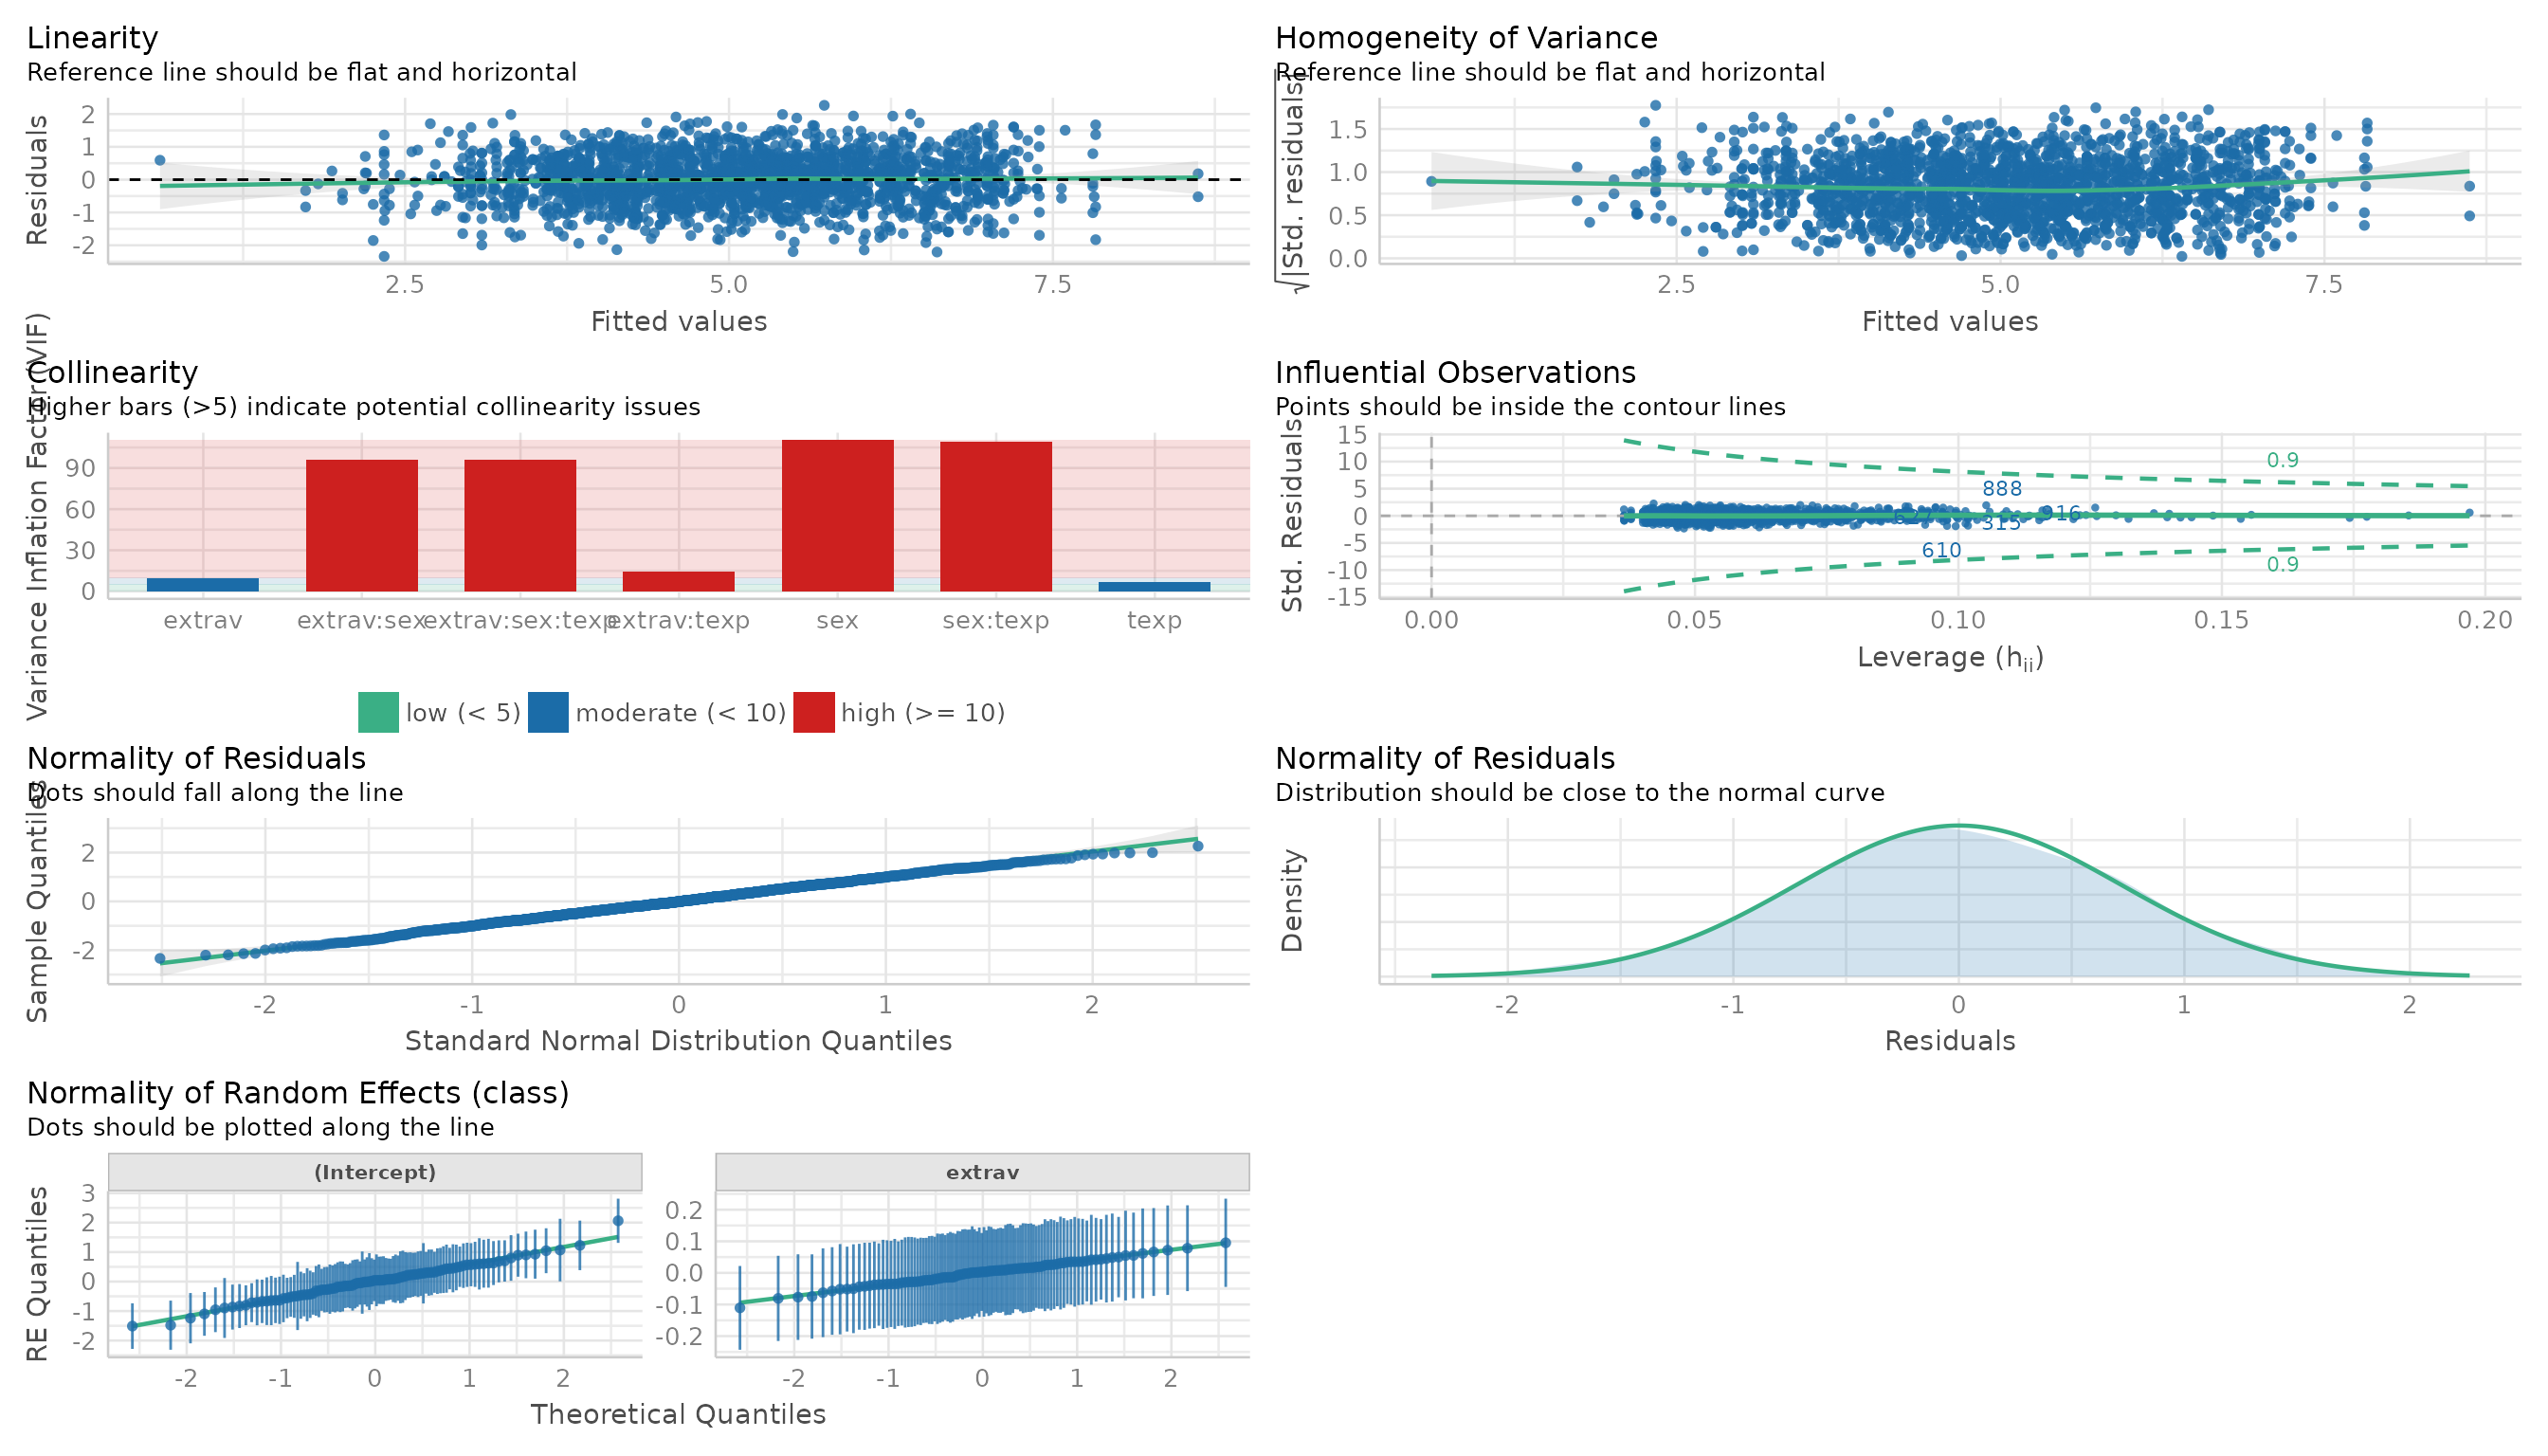 Linearity
Reference line should be flat and horizontal
Residuals
2
1
0
-1
-2
2.5 5.0 7.5
Fitted values
Homogeneity of Variance
Reference line should be flat and horizontal
√|Std. residuals|
1.5
1.0
0.5
0.0
2.5 5.0 7.5
Fitted values
Collinearity
Higher bars (>5) indicate potential collinearity issues
Variance Inflation Factor (VIF)
90
60
30
0
extrav extrav:sex extrav:sex:texp extrav:texp sex sex:texp texp
low (< 5) moderate (< 10) high (>= 10)
Influential Observations
Points should be inside the contour lines
Std. Residuals
15
10
5
0
-5
-10
-15
0.9
888
916
315
610
0.9
0.00 0.05 0.10 0.15 0.20
Leverage (hii)
Normality of Residuals
Dots should fall along the line
Sample Quantiles
2
0
-2
-2 -1 0 1 2
Standard Normal Distribution Quantiles
Normality of Residuals
Distribution should be close to the normal curve
Density
-2 -1 0 1 2
Residuals
Normality of Random Effects (class)
Dots should be plotted along the line
(Intercept) extrav
RE Quantiles
3
2
1
0
-1
-2
-2 -1 0 1 2
0.2
0.1
0.0
-0.1
-0.2
-2 -1 0 1 2
Theoretical Quantiles